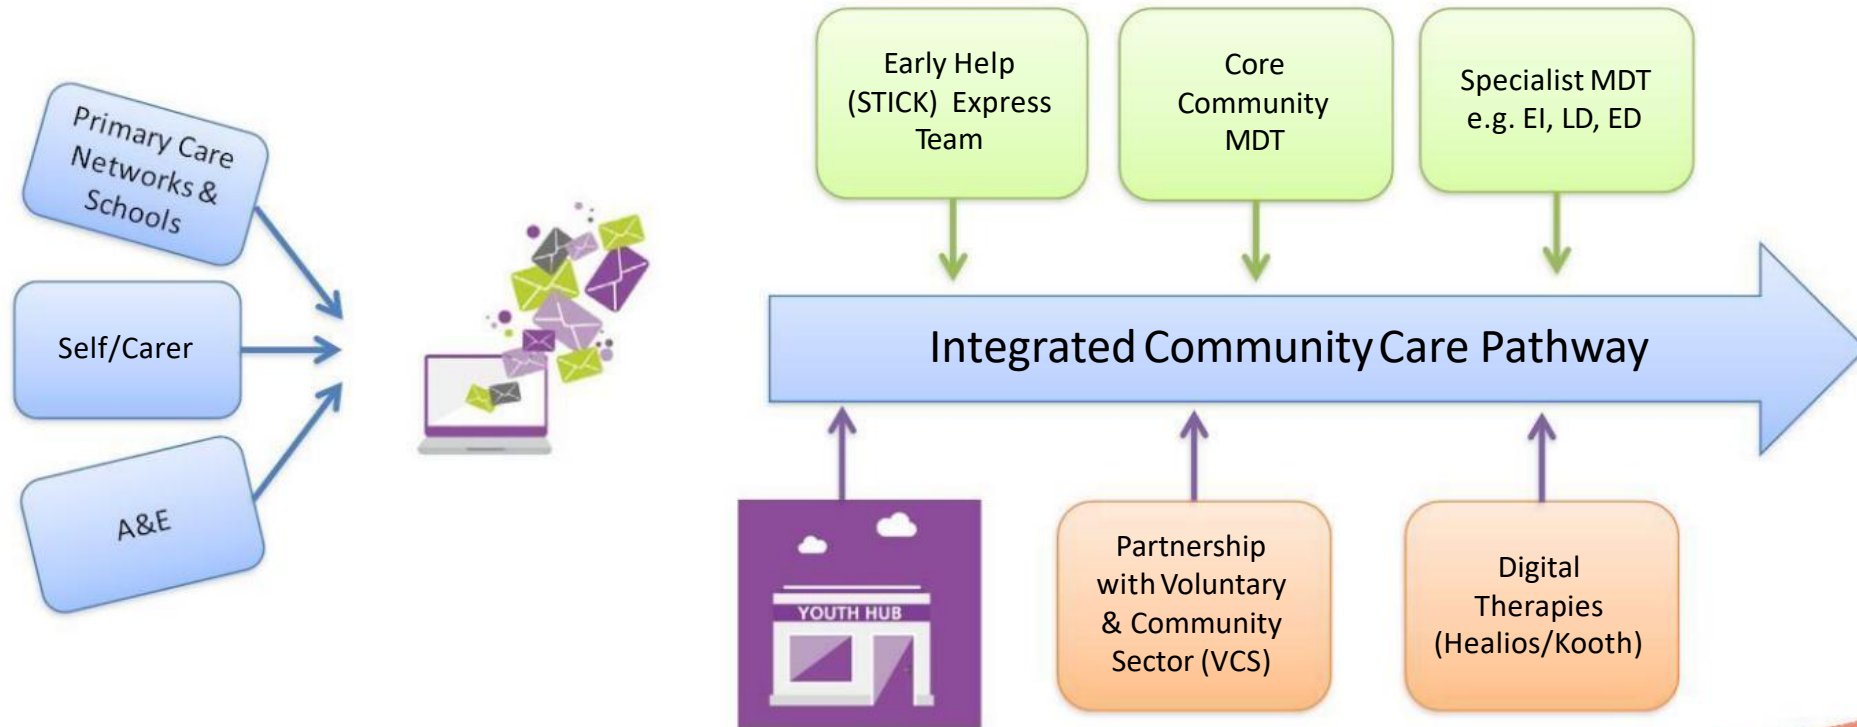 Primary Care
Networks &
Schools
Self/Carer
A&E
Early Help
(STICK) Express
Team
Core
Community
MDT
Specialist MDT
e.g. EI, LD, ED
Integrated Community Care Pathway
YOUTH HUB
Partnership
with Voluntary
& Community
Sector (VCS)
Digital
Therapies
(Healios/Kooth)